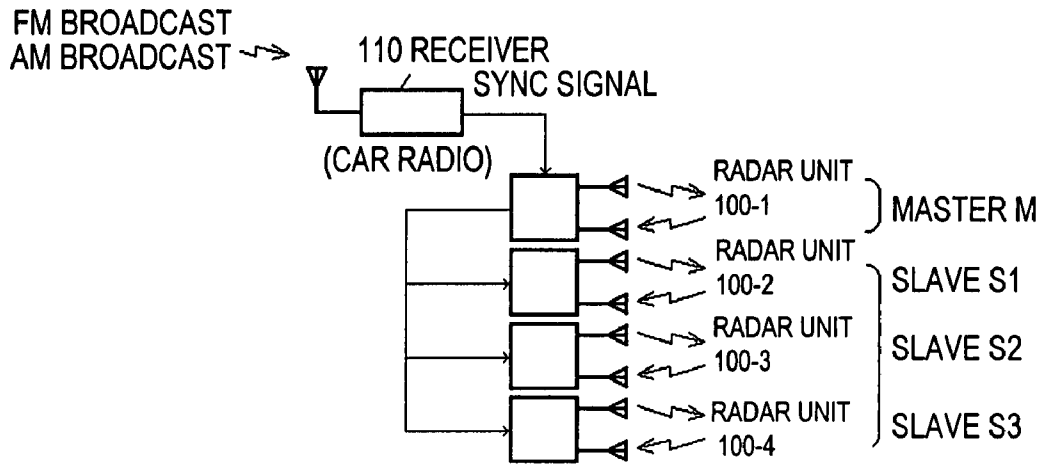 FM BROADCAST
AM BROADCAST
110 RECEIVER
SYNC SIGNAL
(CAR RADIO)
RADAR UNIT
100-1
MASTER M
RADAR UNIT
100-2
SLAVE S1
RADAR UNIT
100-3
SLAVE S2
RADAR UNIT
100-4
SLAVE S3